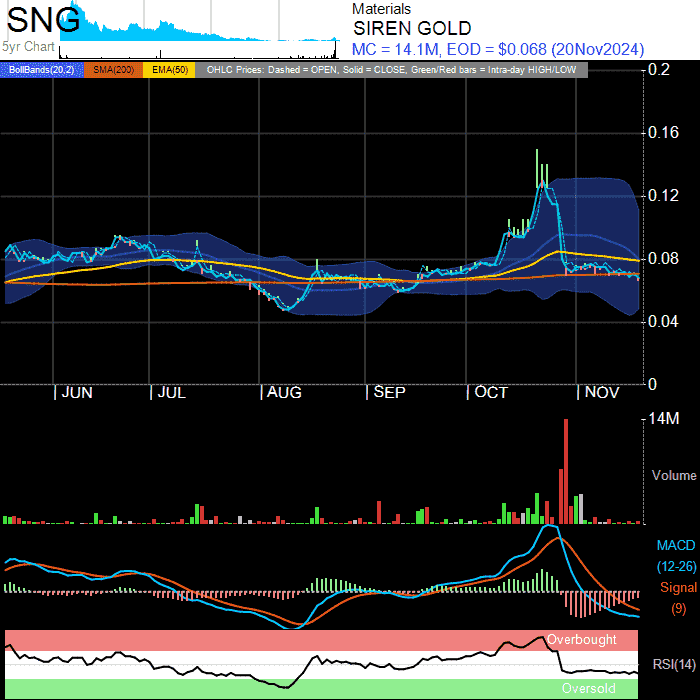 SNG
5yr Chart
Materials
SIREN GOLD
MC = 14.1M, EOD = $0.068 (20Nov2024)
BollBands(20,2) SMA(200) EMA(50) OHLC Prices: Dashed = OPEN, Solid = CLOSE, Green/Red bars = Intra-day HIGH/LOW
0.2
0.16
0.12
0.08
0.04
0
JUN JUL AUG SEP OCT NOV
14M
Volume
MACD
(12-26)
Signal
(9)
Overbought
RSI(14)
Oversold